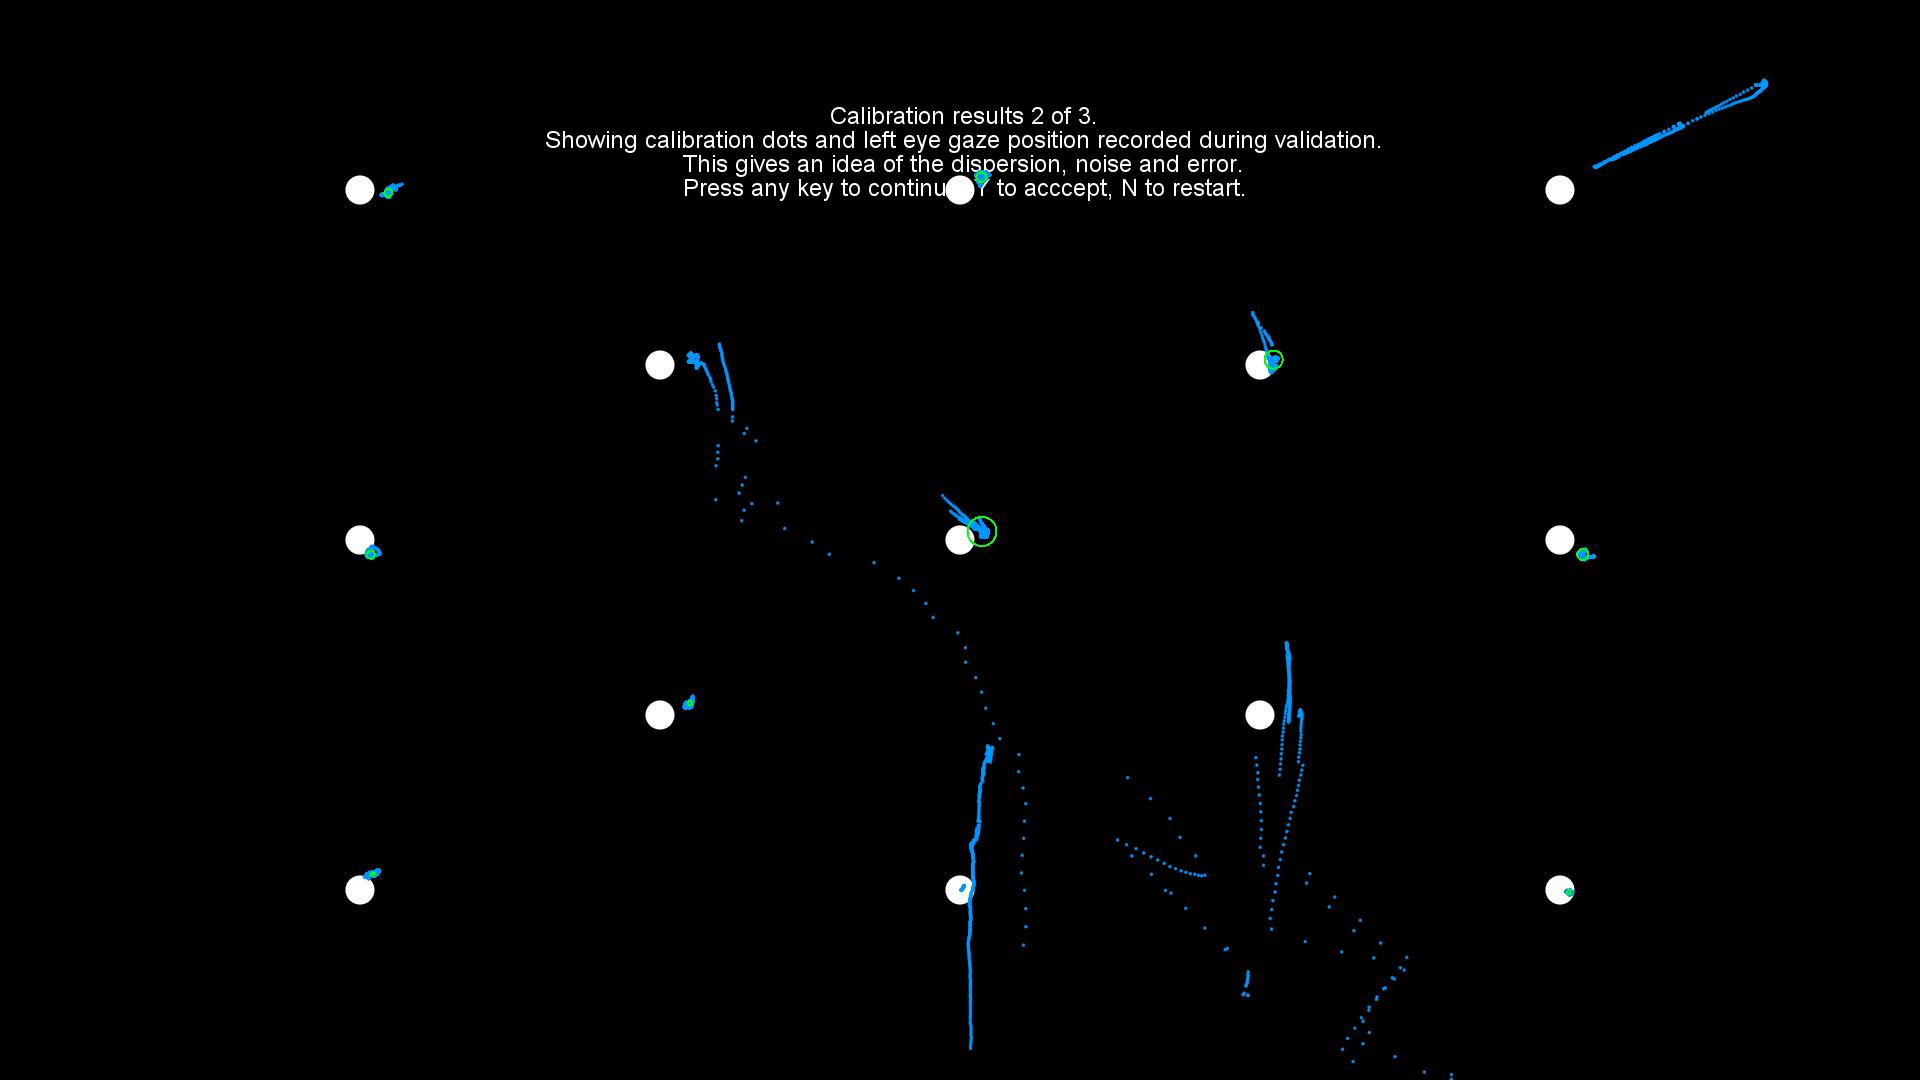 Calibration results 2 of 3.
Showing calibration dots and left eye gaze position recorded during validation.
This gives an idea of the dispersion, noise and error.
Press any key to continu Y to acccept, N to restart.